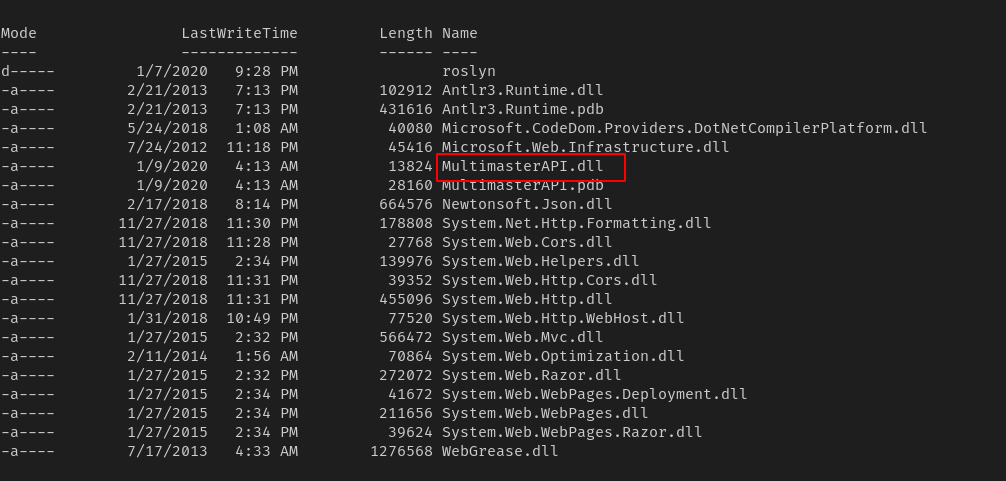 Mode                LastWriteTime         Length Name
----                -------------         ------ ----
d-----         1/7/2020   9:28 PM                roslyn
-a----        2/21/2013   7:13 PM         102912 Antlr3.Runtime.dll
-a----        2/21/2013   7:13 PM         431616 Antlr3.Runtime.pdb
-a----        5/24/2018   1:08 AM          40080 Microsoft.CodeDom.Providers.DotNetCompilerPlatform.dll
-a----        7/24/2012  11:18 PM          45416 Microsoft.Web.Infrastructure.dll
-a----         1/9/2020   4:13 AM          13824 MultimasterAPI.dll
-a----         1/9/2020   4:13 AM          28160 MultimasterAPI.pdb
-a----        2/17/2018   8:14 PM         664576 Newtonsoft.Json.dll
-a----       11/27/2018  11:30 PM         178808 System.Net.Http.Formatting.dll
-a----       11/27/2018  11:28 PM          27768 System.Web.Cors.dll
-a----        1/27/2015   2:34 PM         139976 System.Web.Helpers.dll
-a----       11/27/2018  11:31 PM          39352 System.Web.Http.Cors.dll
-a----       11/27/2018  11:31 PM         455096 System.Web.Http.dll
-a----        1/31/2018  10:49 PM          77520 System.Web.Http.WebHost.dll
-a----        1/27/2015   2:32 PM         566472 System.Web.Mvc.dll
-a----        2/11/2014   1:56 AM          70864 System.Web.Optimization.dll
-a----        1/27/2015   2:32 PM         272072 System.Web.Razor.dll
-a----        1/27/2015   2:34 PM          41672 System.Web.WebPages.Deployment.dll
-a----        1/27/2015   2:34 PM         211656 System.Web.WebPages.dll
-a----        1/27/2015   2:34 PM          39624 System.Web.WebPages.Razor.dll
-a----        7/17/2013   4:33 AM        1276568 WebGrease.dll